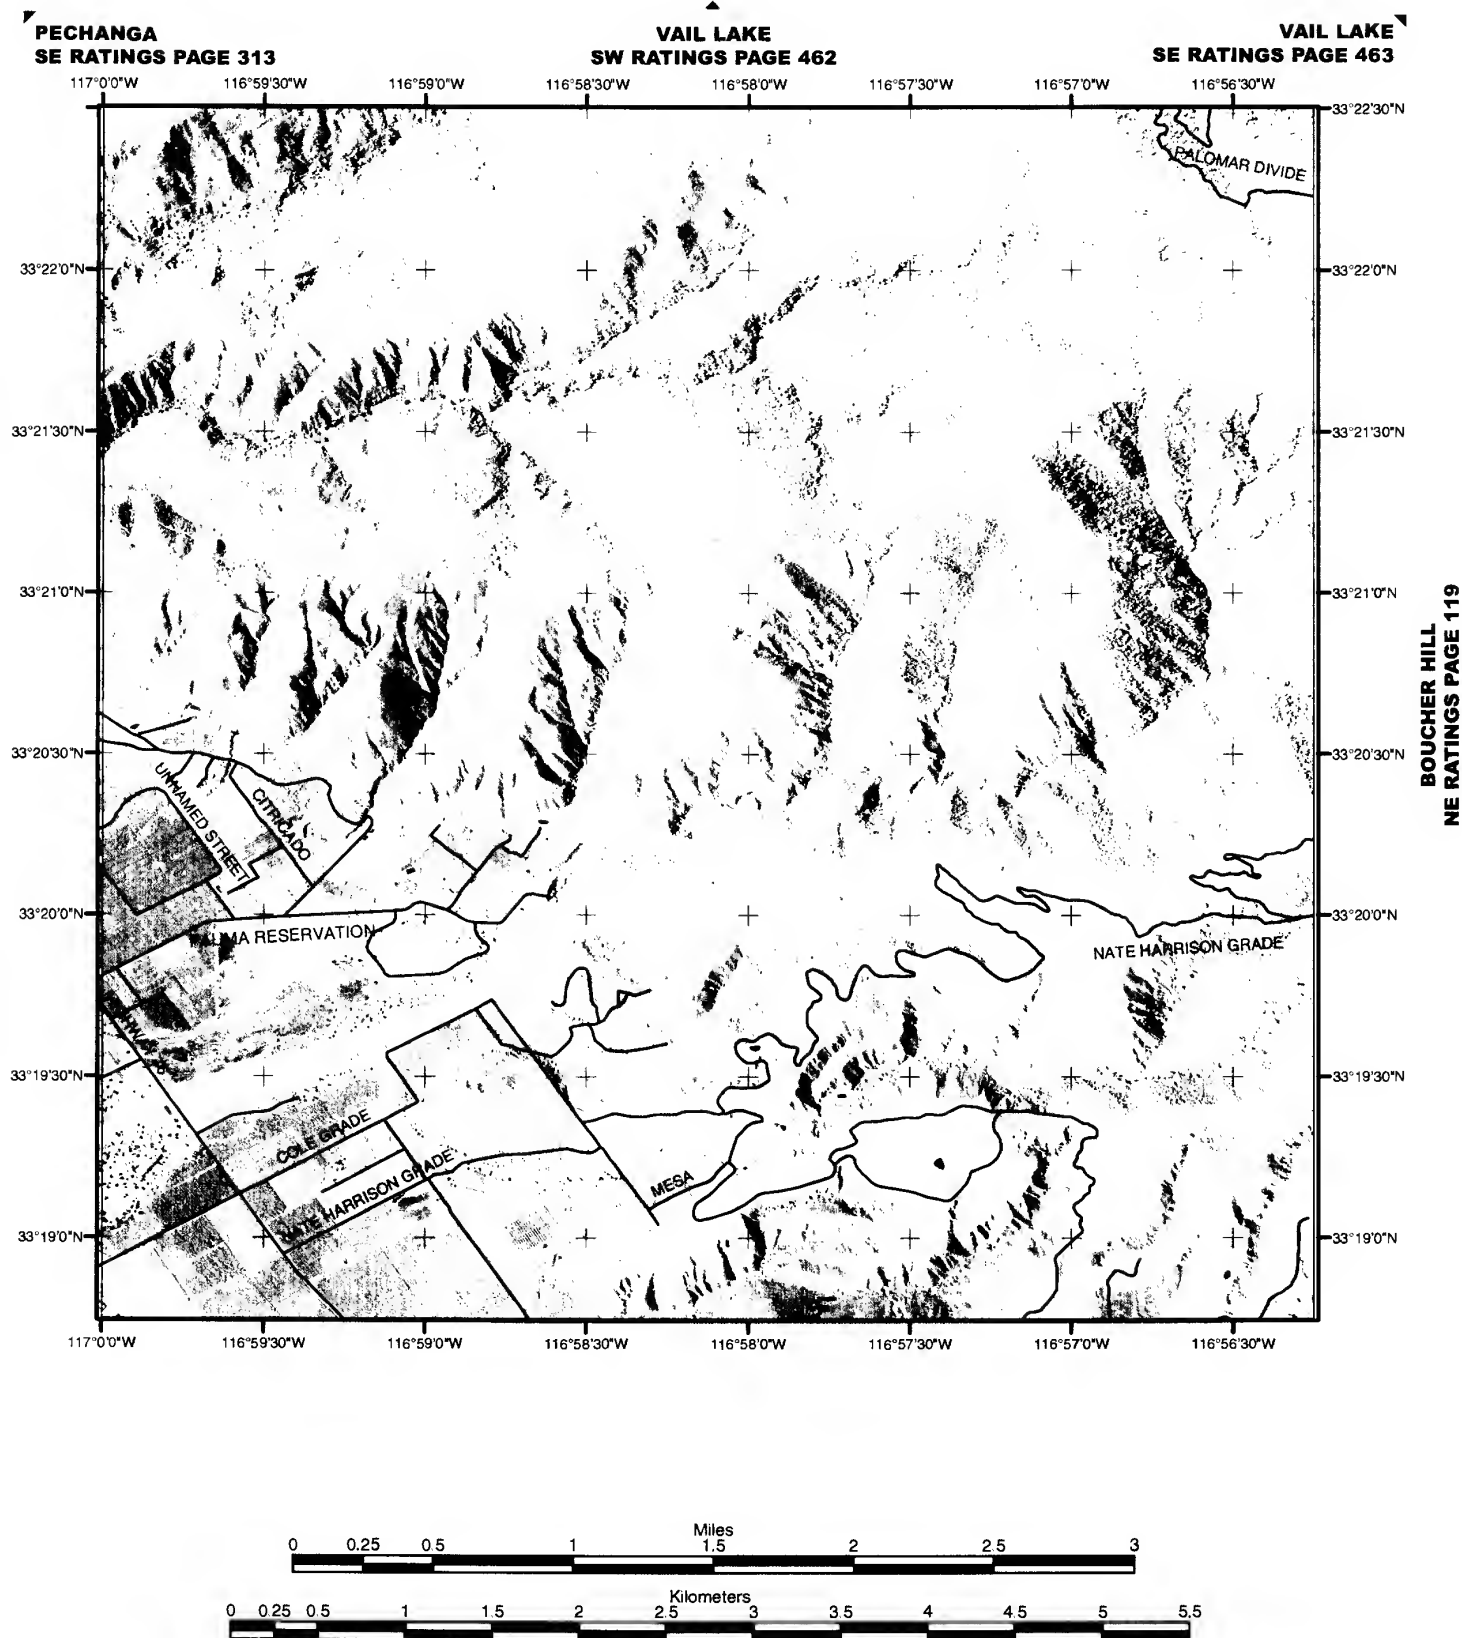 PECHANGA
SE RATINGS PAGE 313
VAIL LAKE
SW RATINGS PAGE 462
VAIL LAKE
SE RATINGS PAGE 463
117°0'0"W 116°59'30"W 116°59'0"W 116°58'30"W 116°58'0"W 116°57'30"W 116°57'0"W 116°56'30"W
33°22'30"N
PALOMAR DIVIDE
33°22'0"N 33°22'0"N
33°21'30"N 33°21'30"N
33°21'0"N 33°21'0"N
BOUCHER HILL
NE RATINGS PAGE 119
33°20'30"N 33°20'30"N
UNNAMED STREET
CITRICADO
33°20'0"N 33°20'0"N
RESERVATION
NATE HARRISON GRADE
33°19'30"N 33°19'30"N
COLE GRADE
NATE HARRISON GRADE
MESA
33°19'0"N 33°19'0"N
117°0'0"W 116°59'30"W 116°59'0"W 116°58'30"W 116°58'0"W 116°57'30"W 116°57'0"W 116°56'30"W
Miles
0 0.25 0.5 1 1.5 2 2.5 3
Kilometers
0 0.25 0.5 1 1.5 2 2.5 3 3.5 4 4.5 5 5.5